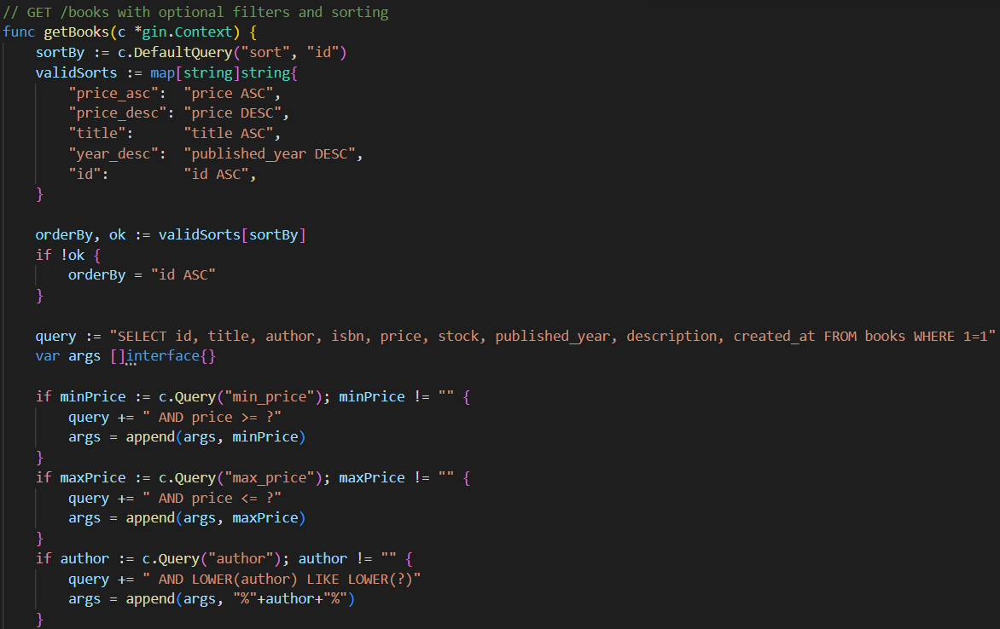 // GET /books with optional filters and sorting
func getBooks(c *gin.Context) {
    sortBy := c.DefaultQuery("sort", "id")
    validSorts := map[string]string{
        "price_asc":  "price ASC",
        "price_desc": "price DESC",
        "title":      "title ASC",
        "year_desc":  "published_year DESC",
        "id":         "id ASC",
    }

    orderBy, ok := validSorts[sortBy]
    if !ok {
        orderBy = "id ASC"
    }

    query := "SELECT id, title, author, isbn, price, stock, published_year, description, created_at FROM books WHERE 1=1"
    var args []interface{}

    if minPrice := c.Query("min_price"); minPrice != "" {
        query += " AND price >= ?"
        args = append(args, minPrice)
    }
    if maxPrice := c.Query("max_price"); maxPrice != "" {
        query += " AND price <= ?"
        args = append(args, maxPrice)
    }
    if author := c.Query("author"); author != "" {
        query += " AND LOWER(author) LIKE LOWER(?)"
        args = append(args, "%"+author+"%")
    }